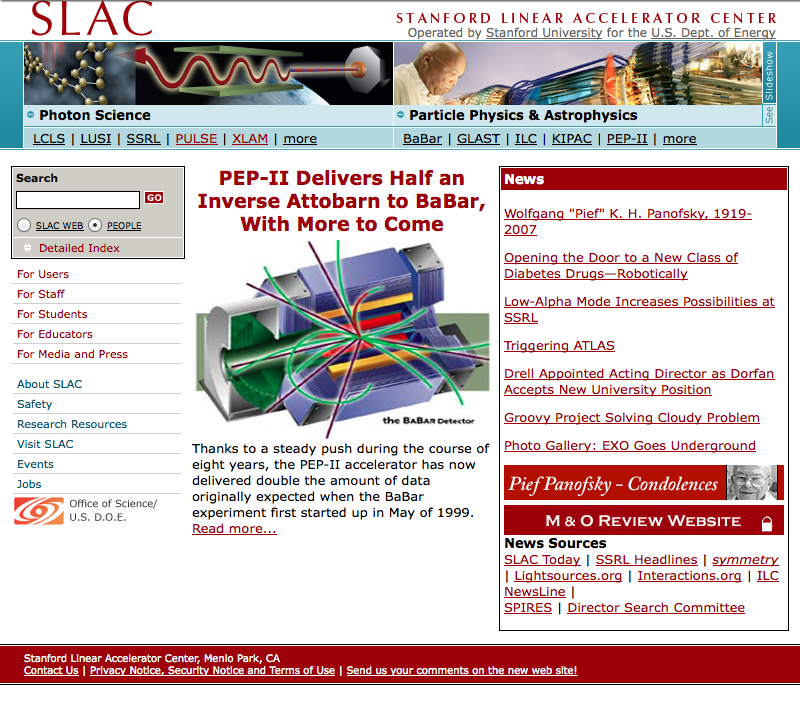 SLAC
STANFORD LINEAR ACCELERATOR CENTER
Operated by Stanford University for the U.S. Dept. of Energy
See Slideshow
Photon Science
LCLS | LUSI | SSRL | PULSE | XLAM | more
Particle Physics & Astrophysics
BaBar | GLAST | ILC | KIPAC | PEP-II | more
Search
GO
SLAC WEB PEOPLE
Detailed Index
For Users
For Staff
For Students
For Educators
For Media and Press
About SLAC
Safety
Research Resources
Visit SLAC
Events
Jobs
Office of Science/
U.S. D.O.E.
PEP-II Delivers Half an
Inverse Attobarn to BaBar,
With More to Come
the BABAR Detector
Thanks to a steady push during the course of
eight years, the PEP-II accelerator has now
delivered double the amount of data
originally expected when the BaBar
experiment first started up in May of 1999.
Read more...
News
Wolfgang "Pief" K. H. Panofsky, 1919-
2007
Opening the Door to a New Class of
Diabetes Drugs—Robotically
Low-Alpha Mode Increases Possibilities at
SSRL
Triggering ATLAS
Drell Appointed Acting Director as Dorfan
Accepts New University Position
Groovy Project Solving Cloudy Problem
Photo Gallery: EXO Goes Underground
Pief Panofsky - Condolences
M & O REVIEW WEBSITE
News Sources
SLAC Today | SSRL Headlines | symmetry
| Lightsources.org | Interactions.org | ILC
NewsLine |
SPIRES | Director Search Committee
Stanford Linear Accelerator Center, Menlo Park, CA
Contact Us | Privacy Notice, Security Notice and Terms of Use | Send us your comments on the new web site!